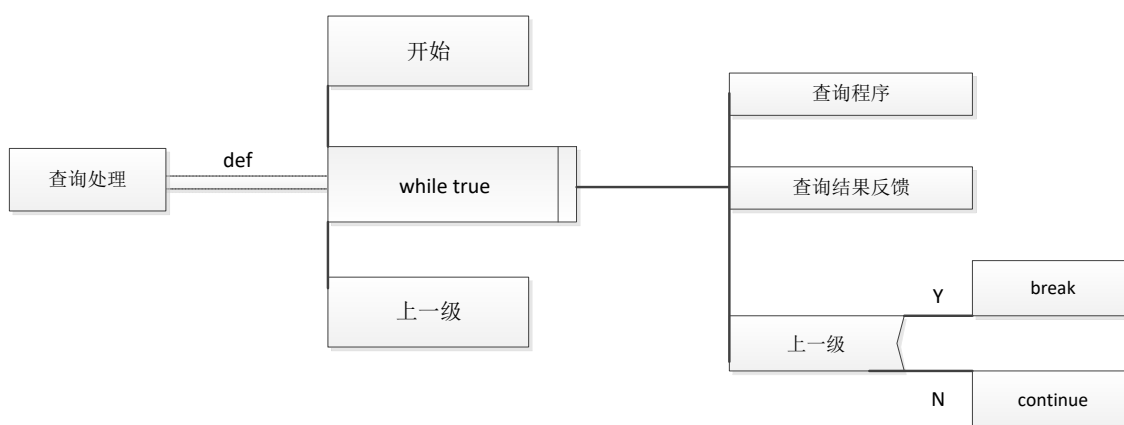 开始
查询程序
def
查询处理
while true
查询结果反馈
上一级
Y
break
上一级
N
continue